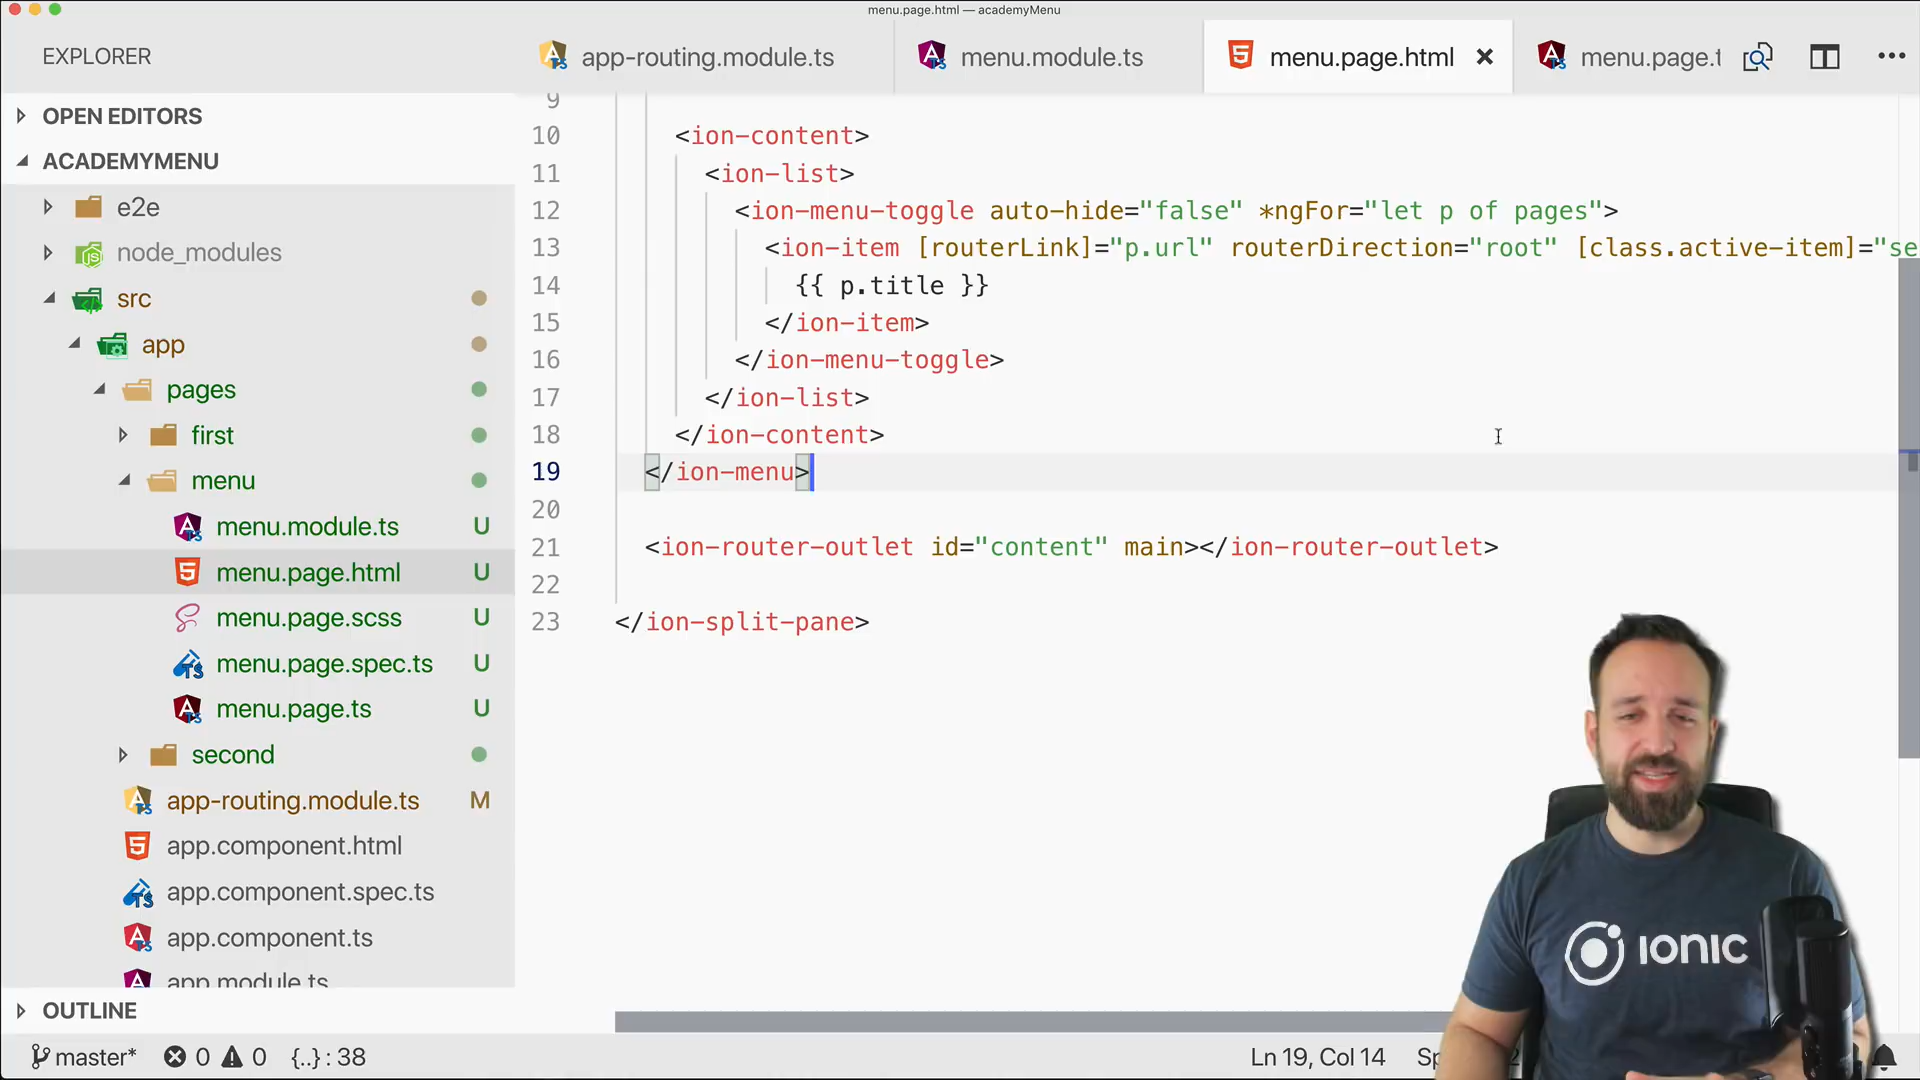 menu.page.html — academyMenu
EXPLORER
app-routing.module.ts
menu.module.ts
menu.page.html
menu.page.t
OPEN EDITORS
ACADEMYMENU
e2e
node_modules
src
app
pages
first
menu
menu.module.ts U
menu.page.html U
menu.page.scss U
menu.page.spec.ts U
menu.page.ts U
second
app-routing.module.ts M
app.component.html
app.component.spec.ts
app.component.ts
app.module.ts
OUTLINE
9
10 <ion-content>
11 <ion-list>
12 <ion-menu-toggle auto-hide="false" *ngFor="let p of pages">
13 <ion-item [routerLink]="p.url" routerDirection="root" [class.active-item]="se
14 {{ p.title }}
15 </ion-item>
16 </ion-menu-toggle>
17 </ion-list>
18 </ion-content>
19 </ion-menu>
20
21 <ion-router-outlet id="content" main></ion-router-outlet>
22
23 </ion-split-pane>
IONIC
master* 0 0 {..} : 38
Ln 19, Col 14 Sp